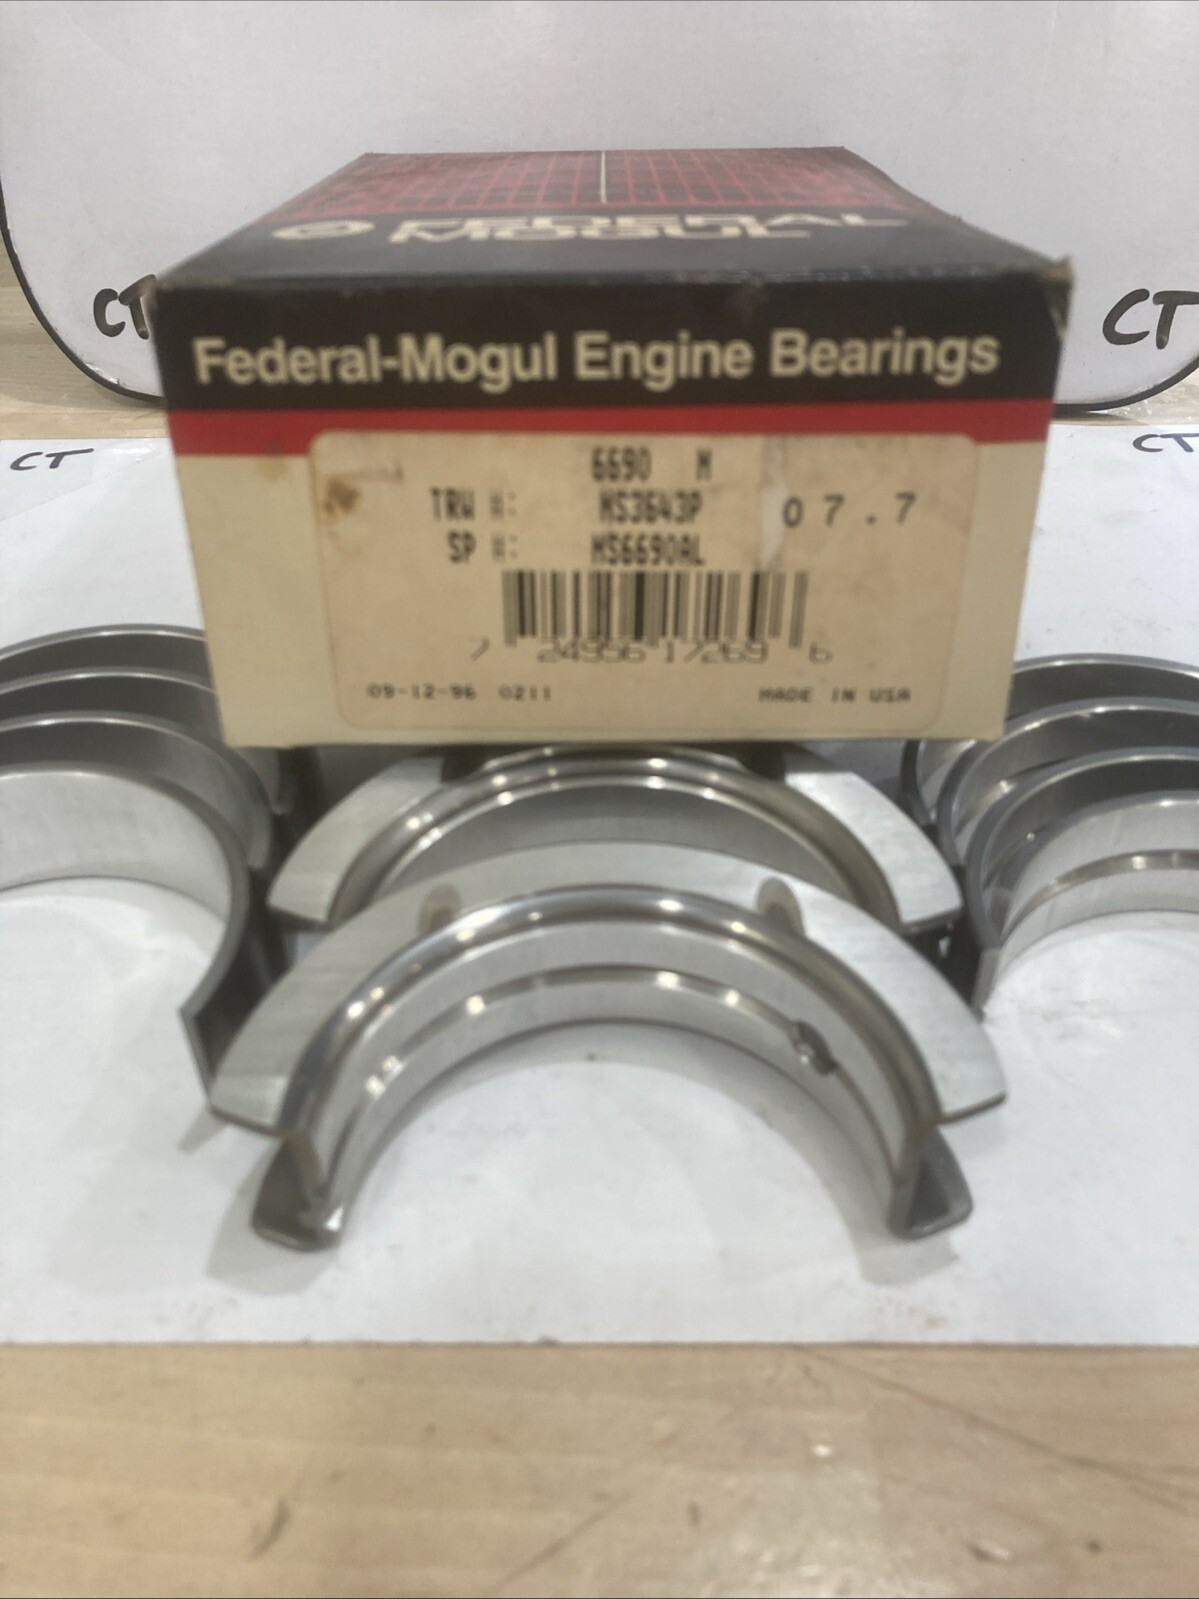 FEDERAL
MOGUL
CT
CT
Federal-Mogul Engine Bearings
CT
CT
6690 M
TRW #: MS3643P
07.7
SP #: MS6690AL
7 24956 17269 6
09-12-96 0211 MADE IN USA